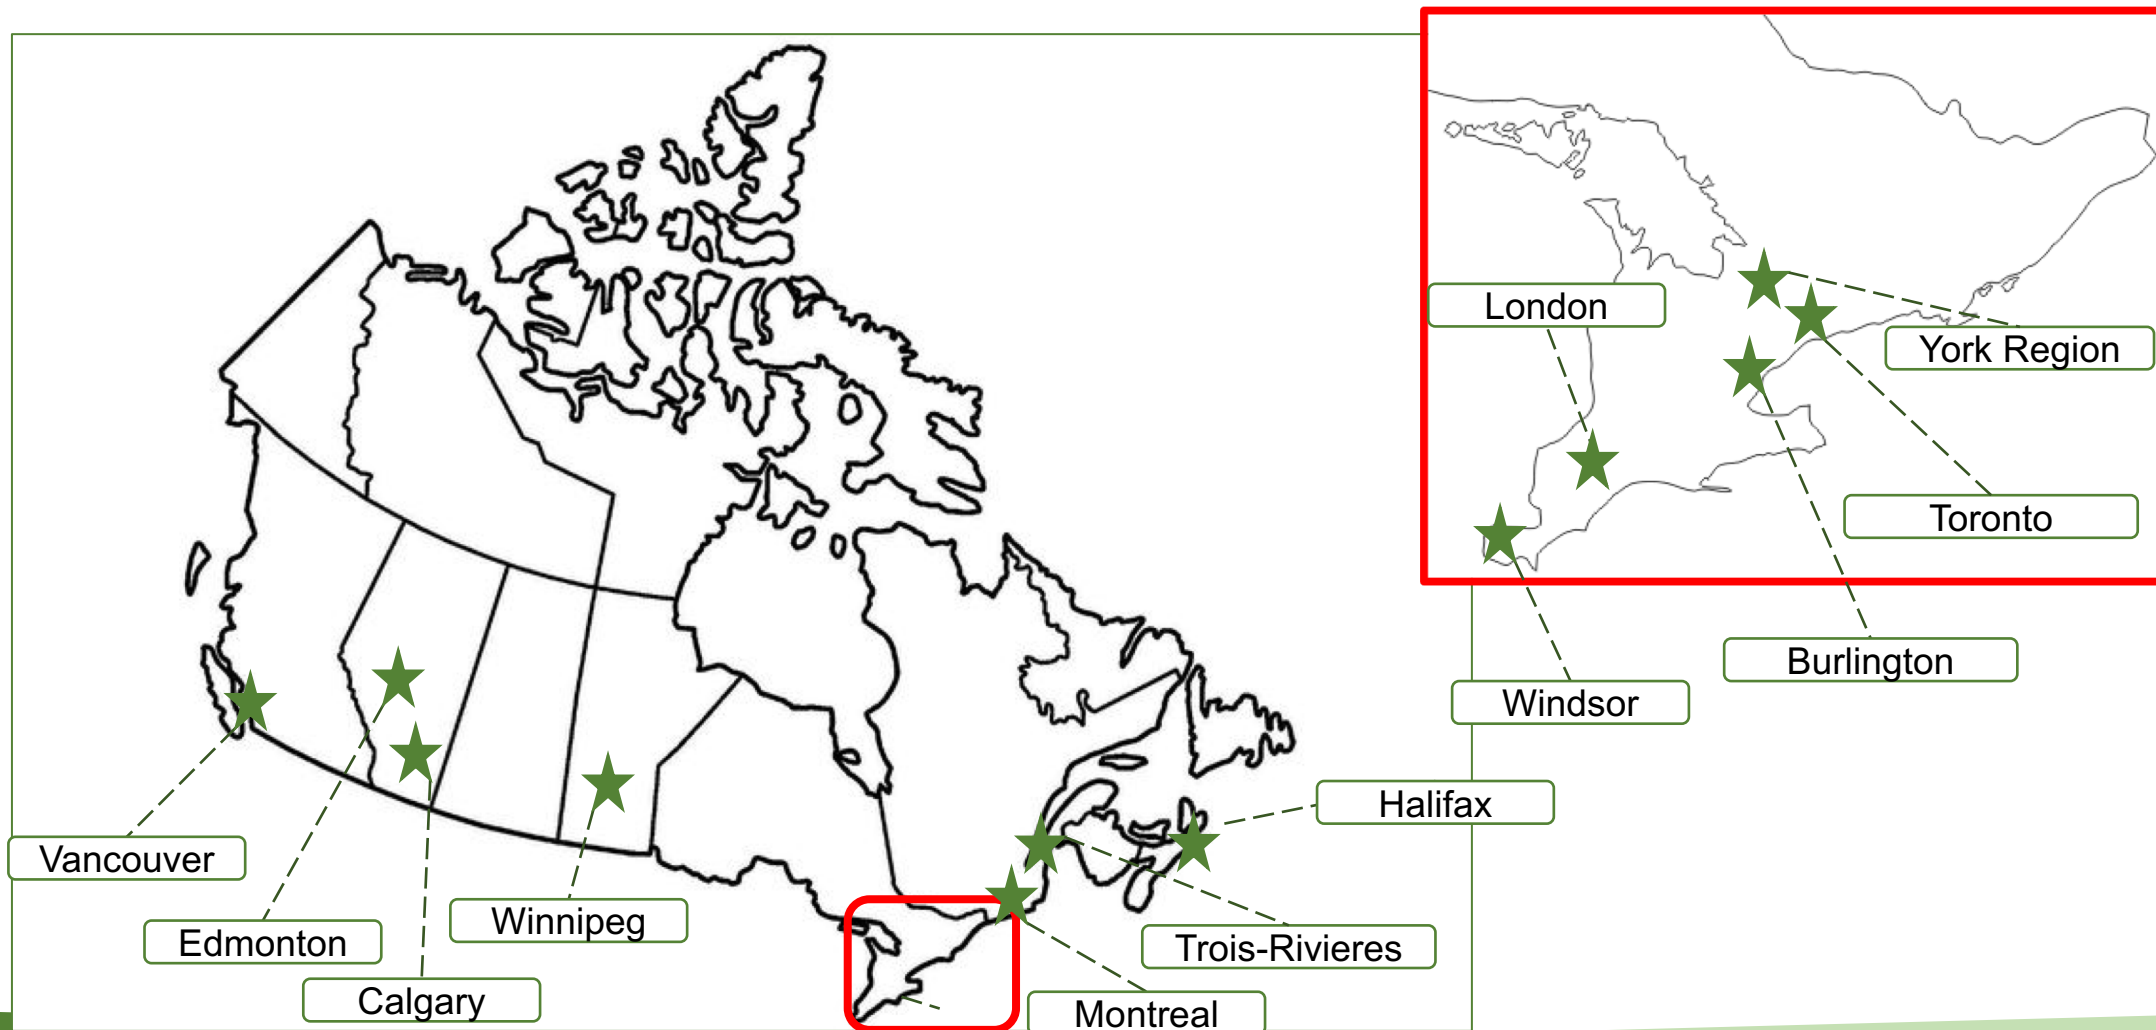 London
York Region
Toronto
Burlington
Windsor
Halifax
Vancouver
Edmonton
Winnipeg
Trois-Rivieres
Calgary
Montreal